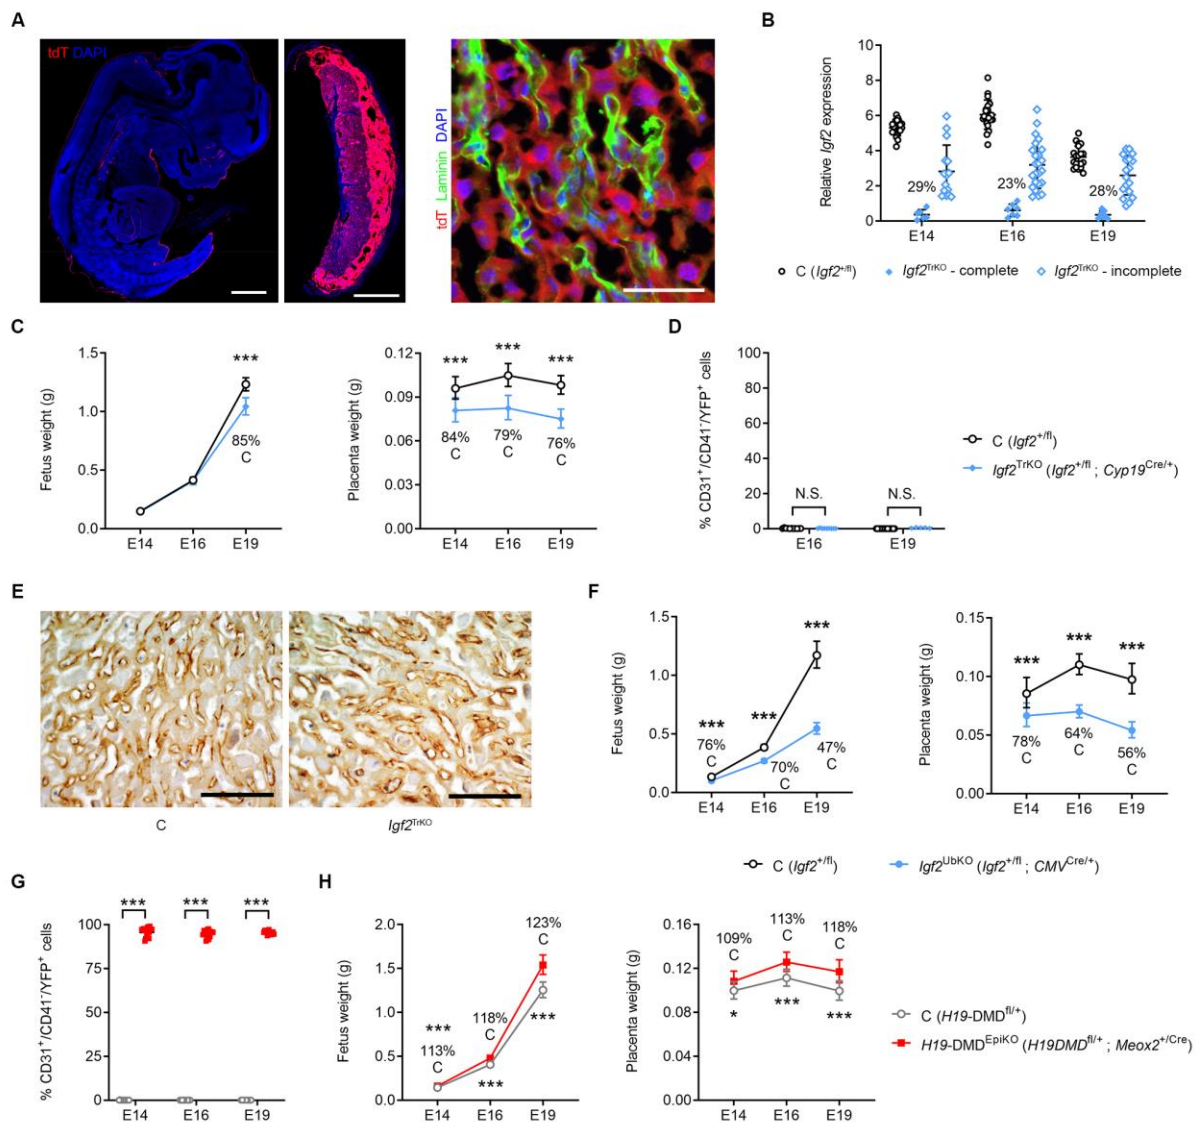 A
tdT DAPI
tdT Laminin DAPI
B
Relative Igf2 expression
10
8
6
4
2
0
29%
23%
28%
E14
E16
E19
C (Igf2+/fl)
Igf2TrKO - complete
Igf2TrKO - incomplete
C
Fetus weight (g)
1.5
1.0
0.5
0.0
***
85%
C
E14
E16
E19
Placenta weight (g)
0.12
0.09
0.06
0.03
0.00
***
***
***
84%
C
79%
C
76%
C
E14
E16
E19
D
% CD31+/CD41-/YFP+ cells
100
80
60
40
20
0
N.S.
N.S.
E16
E19
C (Igf2+/fl)
Igf2TrKO (Igf2+/fl ; Cyp19Cre/+)
E
C
Igf2TrKO
F
Fetus weight (g)
1.5
1.0
0.5
0.0
***
***
***
76%
C
70%
C
47%
C
E14
E16
E19
Placenta weight (g)
0.15
0.10
0.05
0.00
***
***
***
78%
C
64%
C
56%
C
E14
E16
E19
C (Igf2+/fl)
Igf2UbKO (Igf2+/fl ; CMVCre/+)
G
% CD31+/CD41-/YFP+ cells
100
75
50
25
0
***
***
***
E14
E16
E19
H
Fetus weight (g)
2.0
1.5
1.0
0.5
0.0
***
113%
C
118%
C
***
123%
C
***
E14
E16
E19
Placenta weight (g)
0.16
0.12
0.08
0.04
0.00
109%
C
113%
C
118%
C
*
***
***
E14
E16
E19
C (H19-DMDfl/+)
H19-DMDEpiKO (H19DMDfl/+ ; Meox2+/Cre)